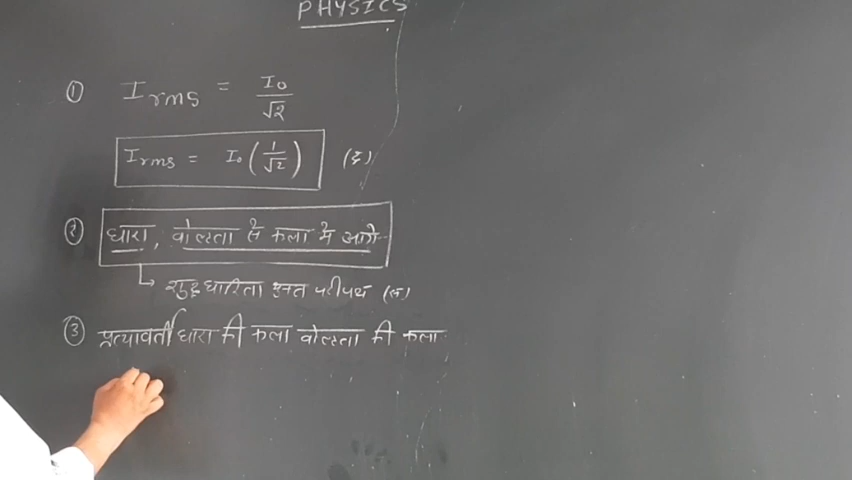 PHYSICS
① Irms = I₀/√2
Irms = I₀ (1/√2) (द)
② धारा, वोल्टता से कला में आगे
→ शुद्ध धारिता युक्त परीपथ (स)
③ प्रत्यावर्ती धारा की कला वोल्टता की कला